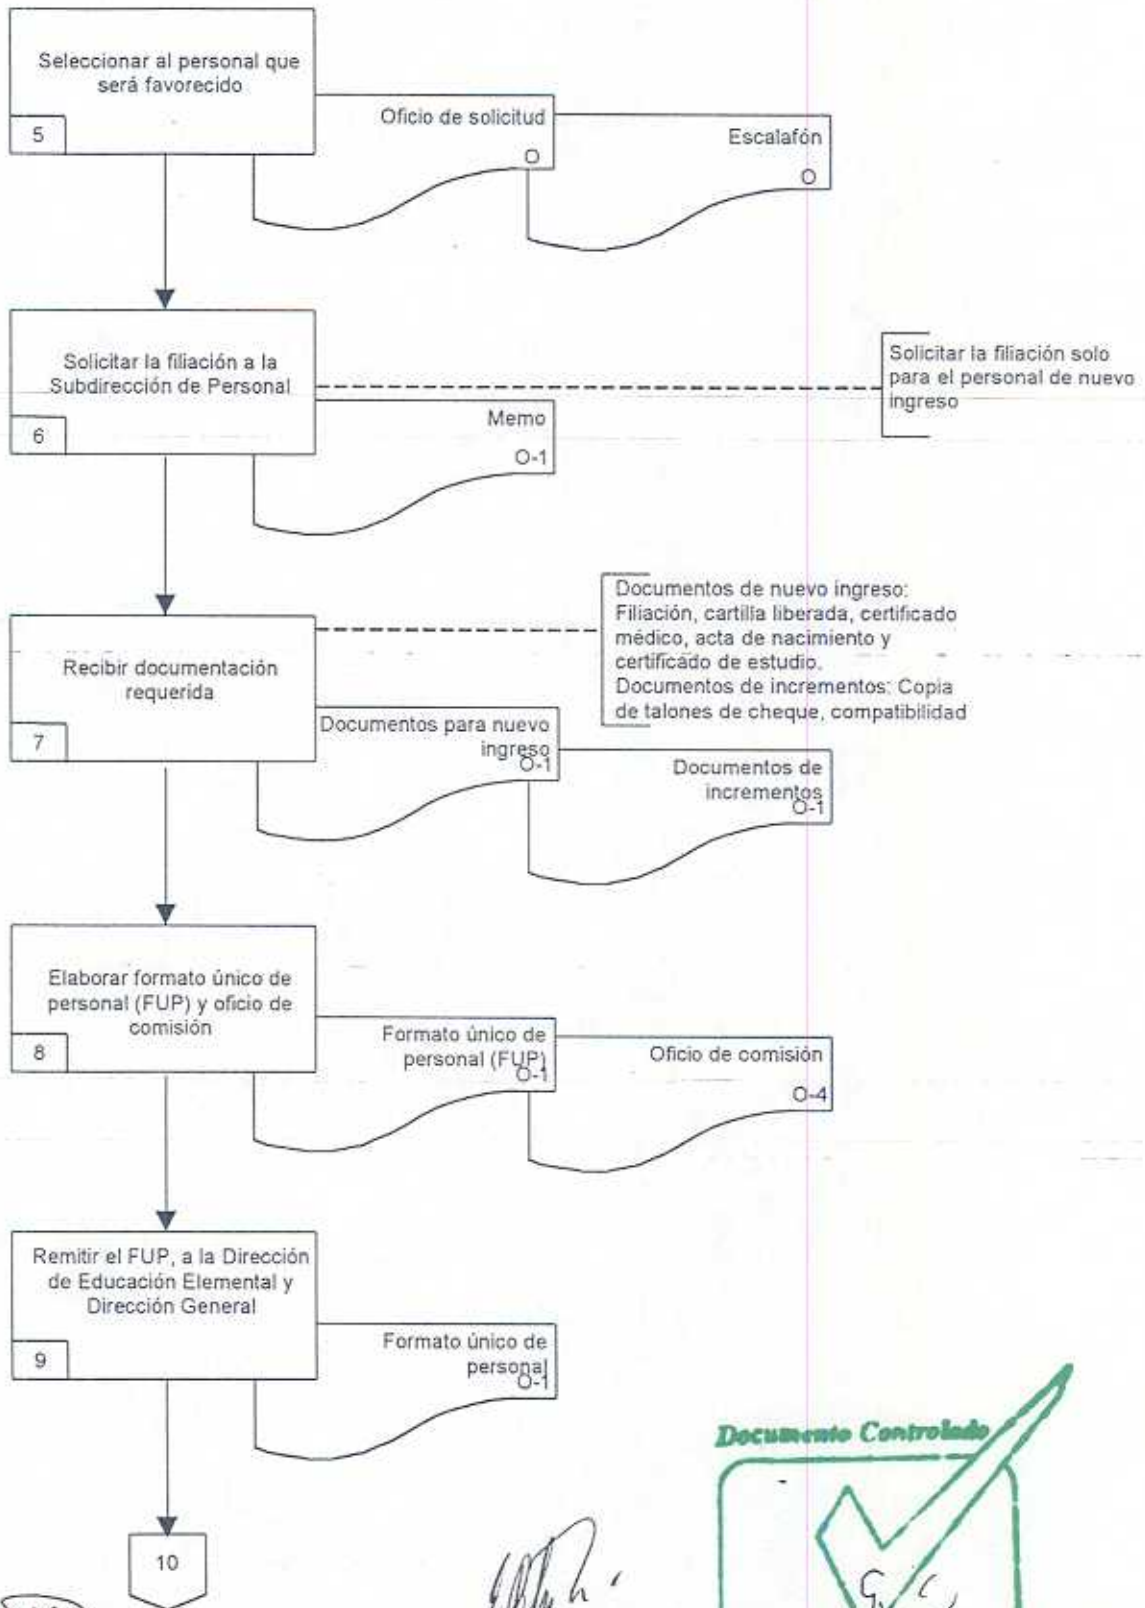 Seleccionar al personal que
será favorecido
5
Oficio de solicitud
O
Escalafón
O
Solicitar la filiación a la
Subdirección de Personal
6
Memo
O-1
Solicitar la filiación solo
para el personal de nuevo
ingreso
Recibir documentación
requerida
7
Documentos de nuevo ingreso:
Filiación, cartilla liberada, certificado
médico, acta de nacimiento y
certificado de estudio.
Documentos de incrementos: Copia
de talones de cheque, compatibilidad
Documentos para nuevo
ingreso
O-1
Documentos de
incrementos
O-1
Elaborar formato único de
personal (FUP) y oficio de
comisión
8
Formato único de
personal (FUP)
O-1
Oficio de comisión
O-4
Remitir el FUP, a la Dirección
de Educación Elemental y
Dirección General
9
Formato único de
personal
O-1
10
Documento Controlado